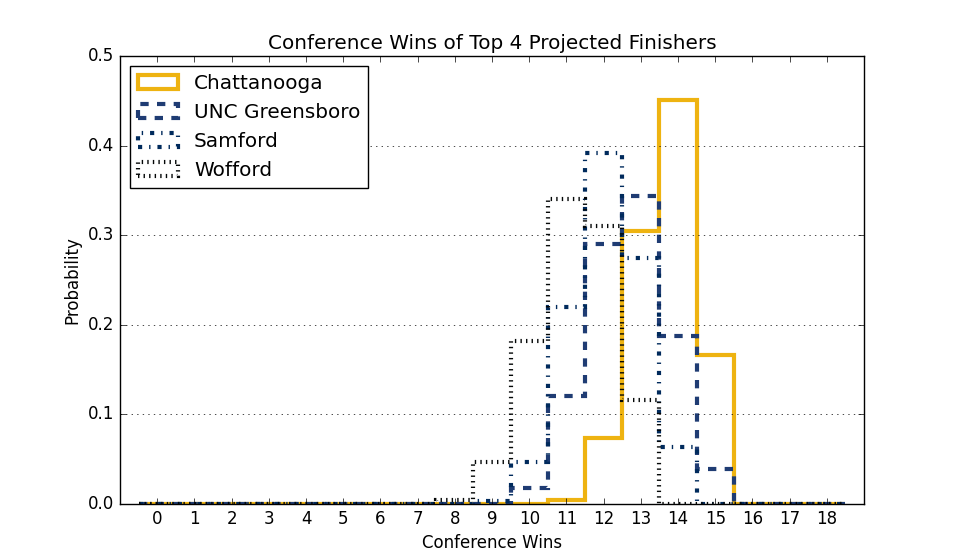 Conference Wins of Top 4 Projected Finishers
0.5
0.4
0.3
0.2
0.1
0.0
Probability
Chattanooga
UNC Greensboro
Samford
Wofford
0 1 2 3 4 5 6 7 8 9 10 11 12 13 14 15 16 17 18
Conference Wins